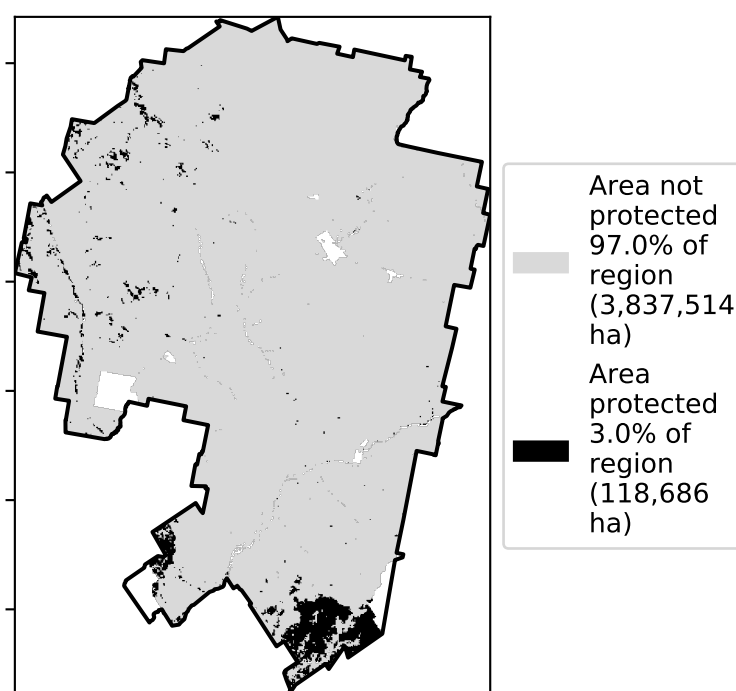 Area not
protected
97.0% of
region
(3,837,514
ha)
Area
protected
3.0% of
region
(118,686
ha)